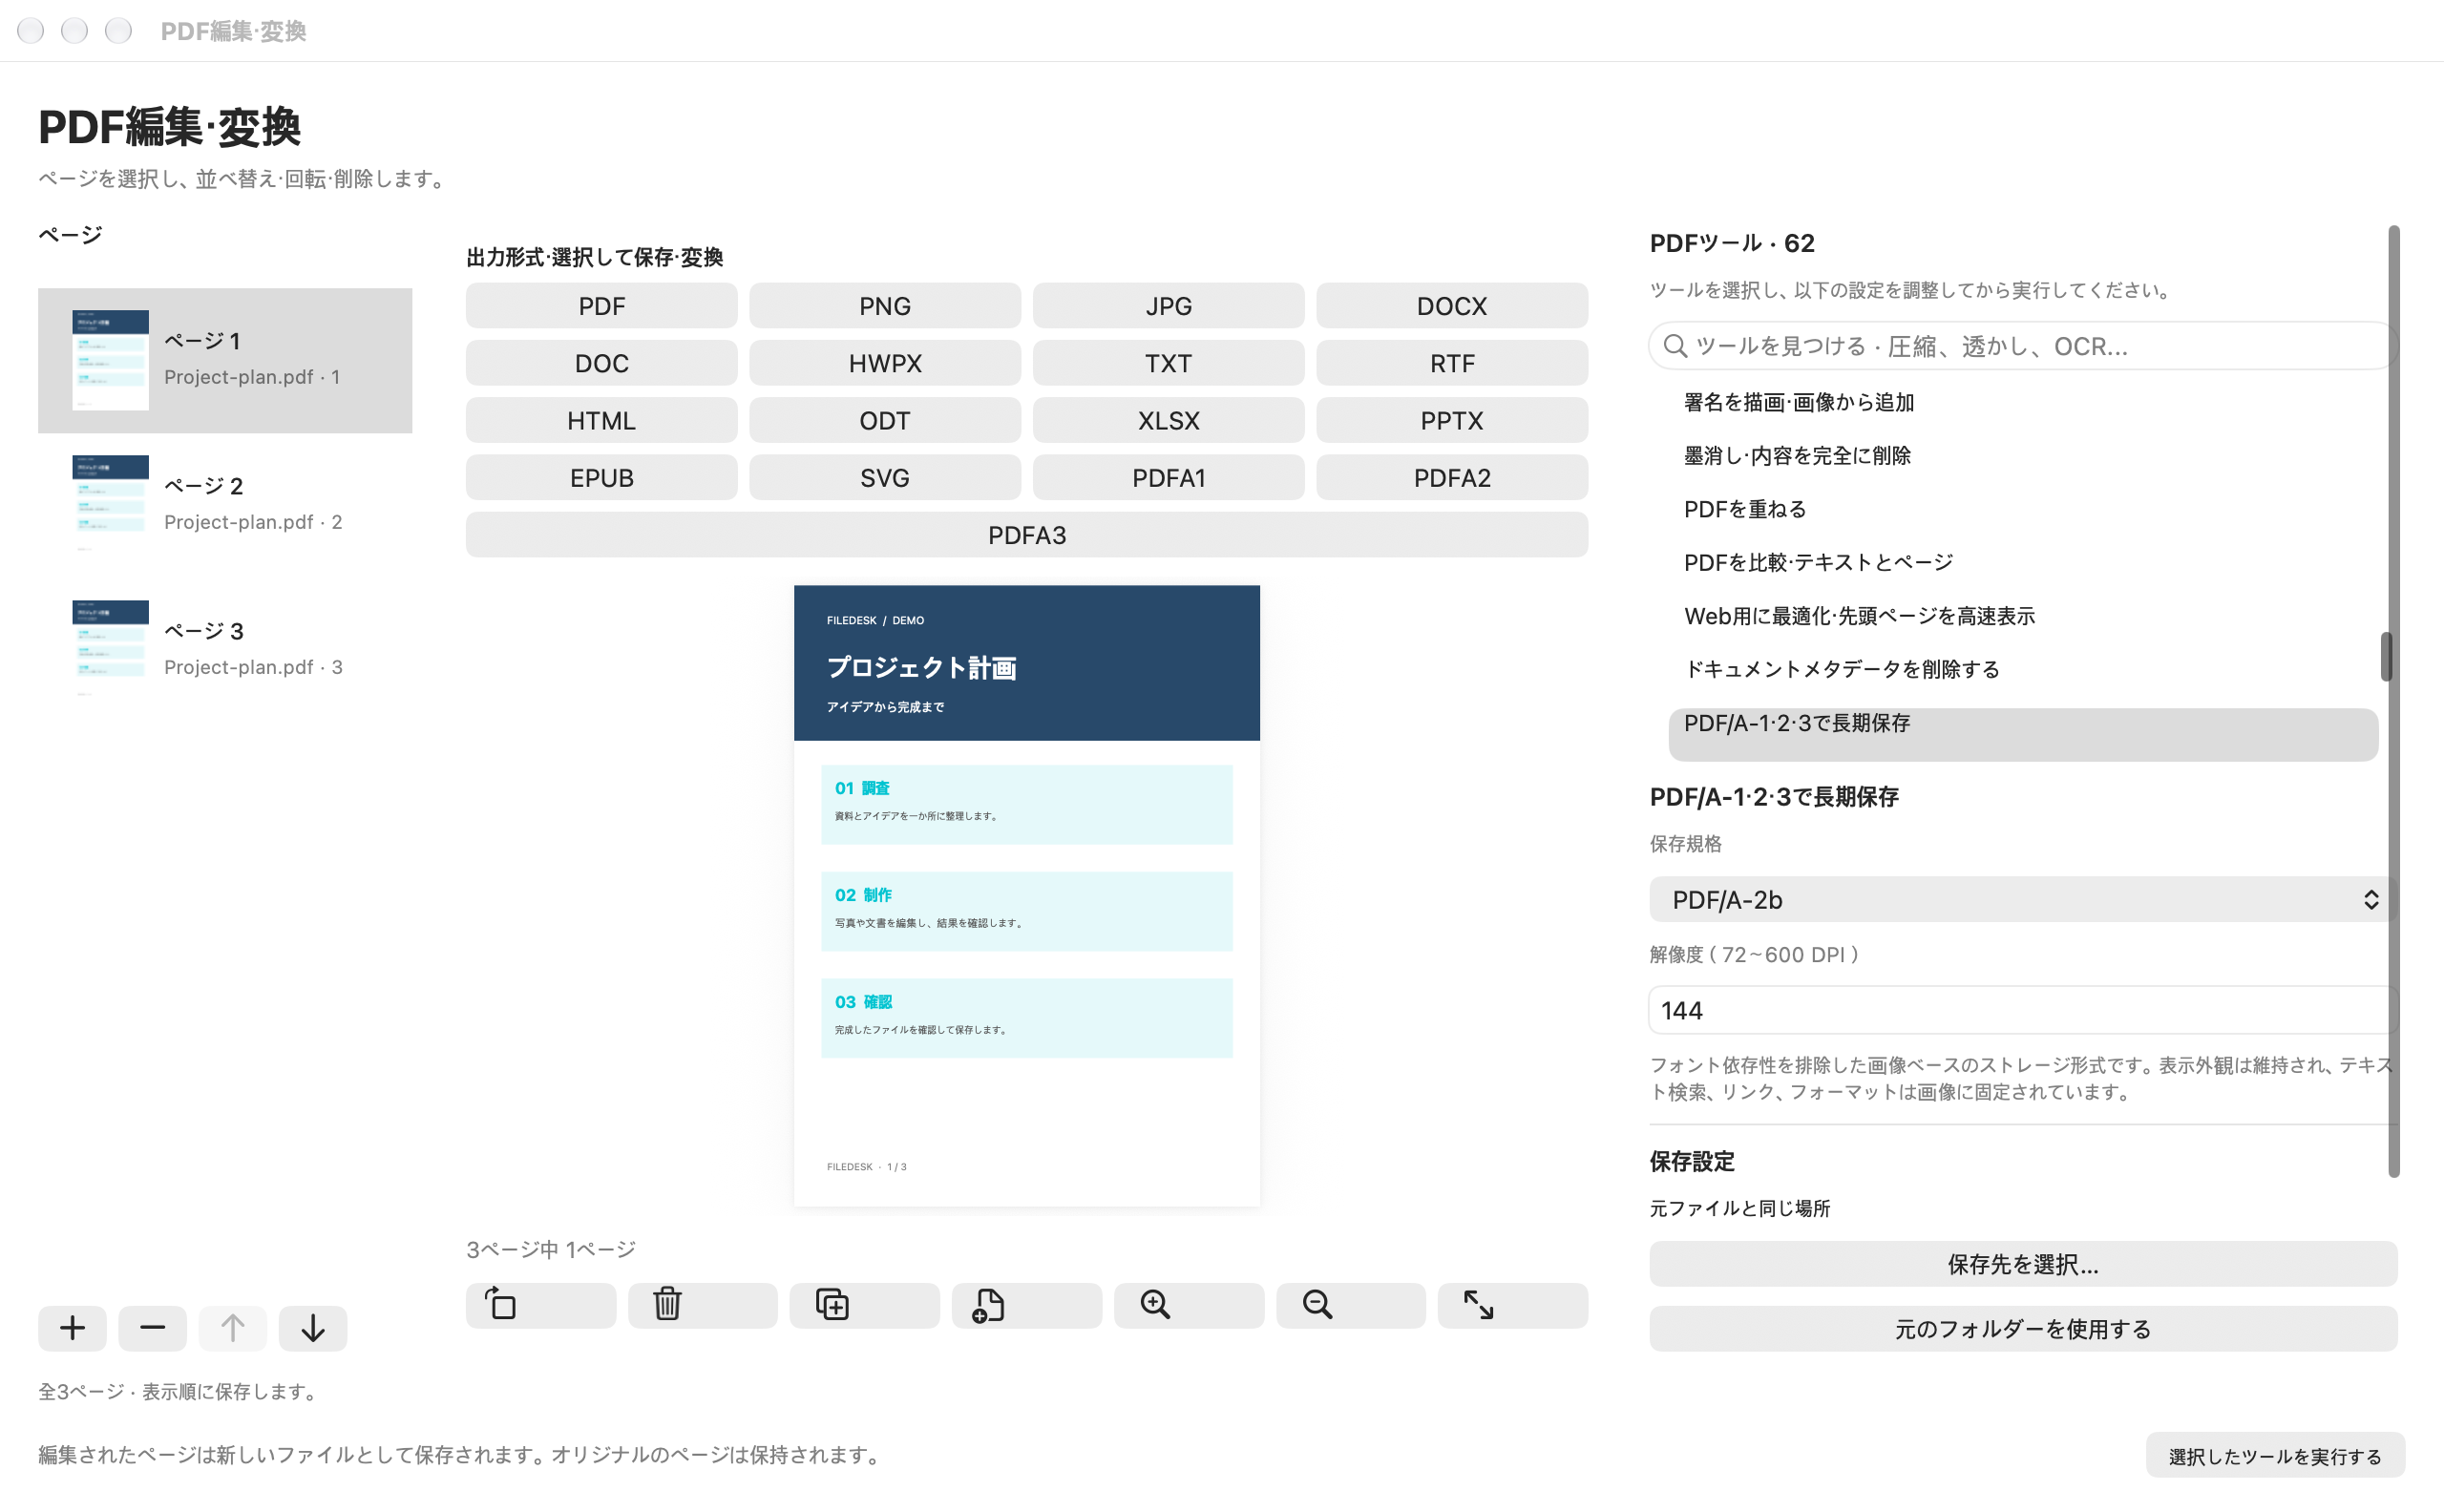 PDF編集·変換
PDF編集·変換
ページを選択し、並べ替え·回転·削除します。
ページ
ページ 1
Project-plan.pdf · 1
ページ 2
Project-plan.pdf · 2
ページ 3
Project-plan.pdf · 3
全3ページ · 表示順に保存します。
出力形式·選択して保存·変換
PDF
PNG
JPG
DOCX
DOC
HWPX
TXT
RTF
HTML
ODT
XLSX
PPTX
EPUB
SVG
PDFA1
PDFA2
PDFA3
FILEDESK / DEMO
プロジェクト計画
アイデアから完成まで
01 調査
資料とアイデアを一か所に整理します。
02 制作
写真や文書を編集し、結果を確認します。
03 確認
完成したファイルを確認して保存します。
FILEDESK · 1 / 3
3ページ中 1ページ
PDFツール · 62
ツールを選択し、以下の設定を調整してから実行してください。
ツールを見つける · 圧縮、透かし、OCR...
署名を描画·画像から追加
墨消し·内容を完全に削除
PDFを重ねる
PDFを比較·テキストとページ
Web用に最適化·先頭ページを高速表示
ドキュメントメタデータを削除する
PDF/A-1·2·3で長期保存
PDF/A-1·2·3で長期保存
保存規格
PDF/A-2b
解像度 ( 72~600 DPI )
144
フォント依存性を排除した画像ベースのストレージ形式です。表示外観は維持され、テキス
ト検索、リンク、フォーマットは画像に固定されています。
保存設定
元ファイルと同じ場所
保存先を選択...
元のフォルダーを使用する
編集されたページは新しいファイルとして保存されます。オリジナルのページは保持されます。
選択したツールを実行する